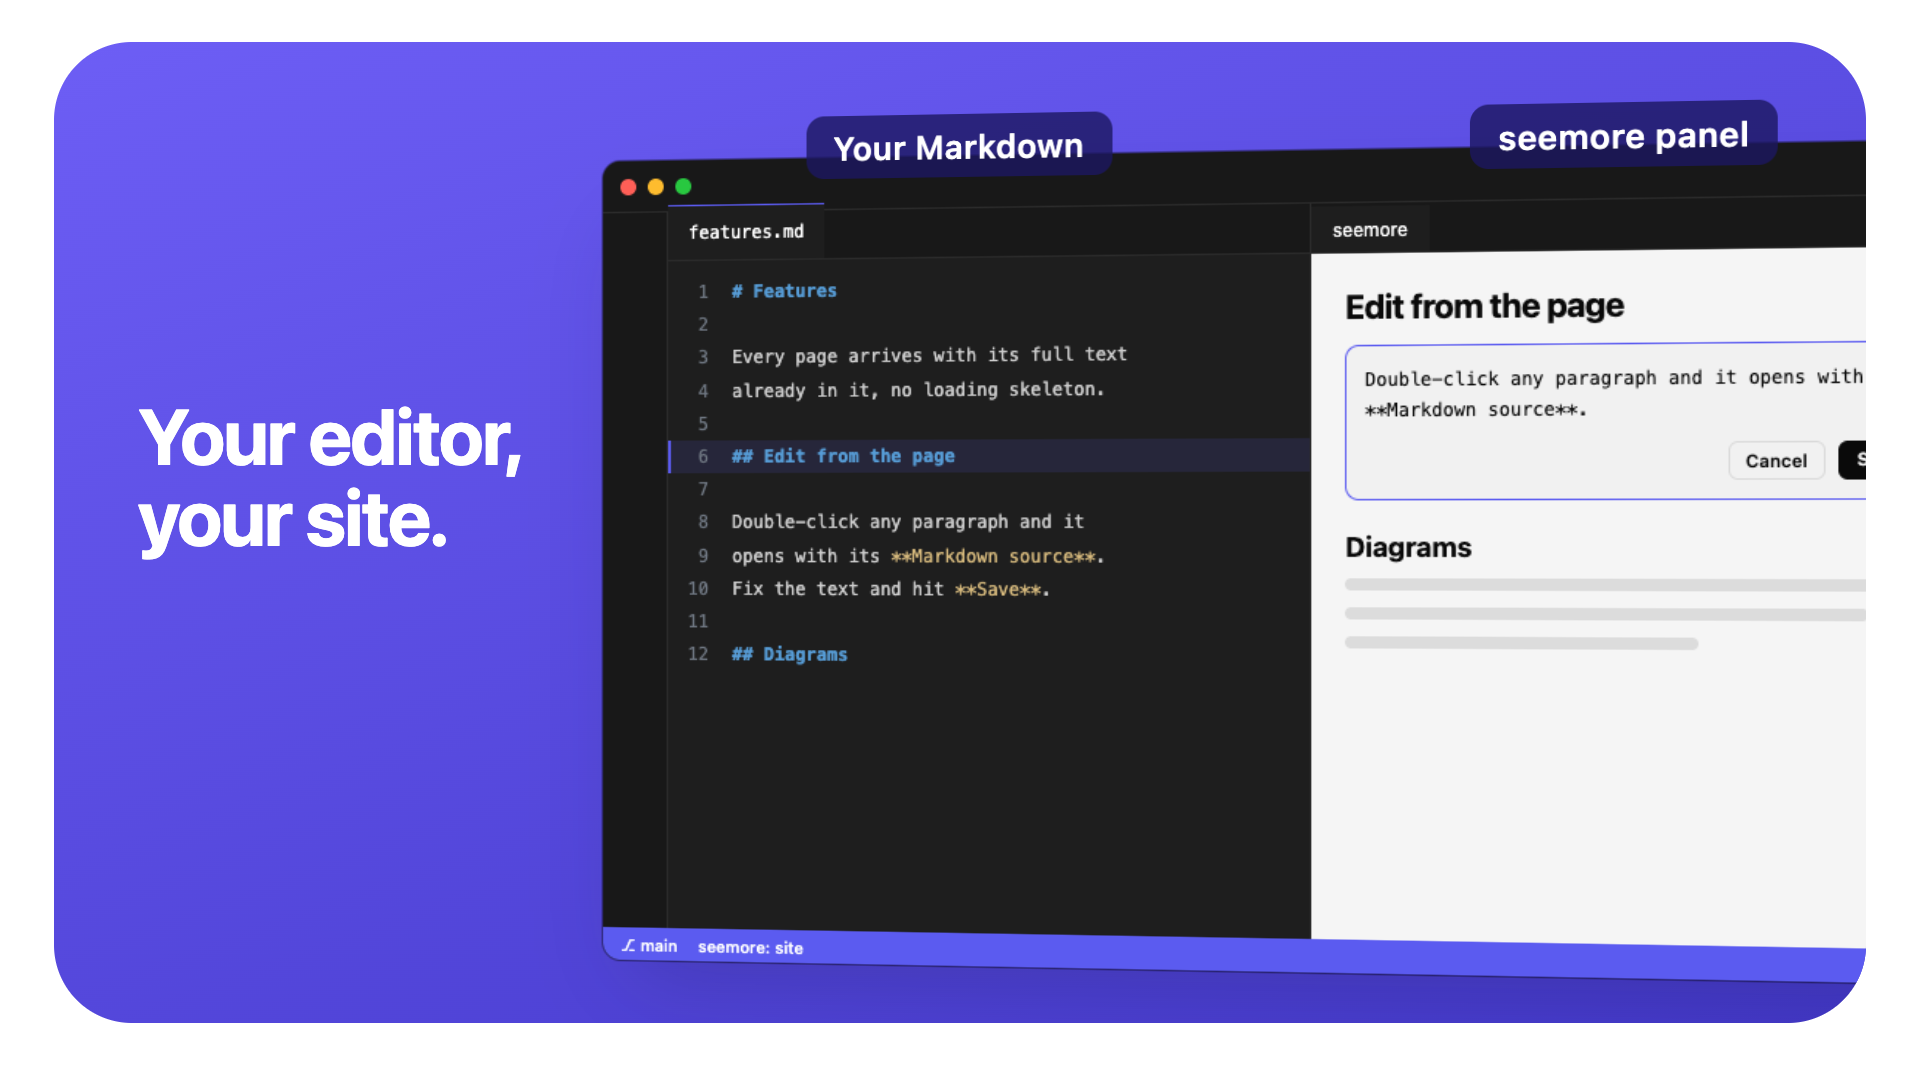 Your editor,
your site.
Your Markdown
seemore panel
features.md
1 # Features
2
3 Every page arrives with its full text
4 already in it, no loading skeleton.
5
6 ## Edit from the page
7
8 Double-click any paragraph and it
9 opens with its **Markdown source**.
10 Fix the text and hit **Save**.
11
12 ## Diagrams
seemore
Edit from the page
Double-click any paragraph and it opens with
**Markdown source**.
Cancel
Diagrams
main seemore: site